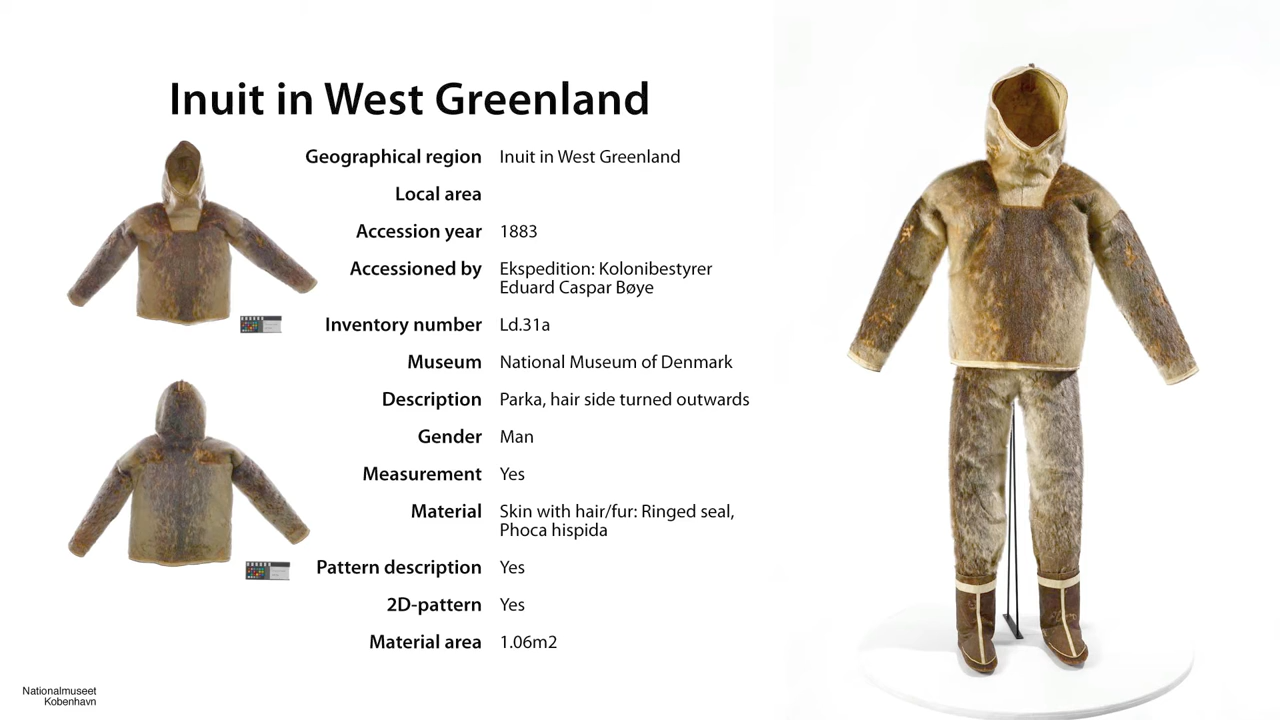 Inuit in West Greenland
Geographical region Inuit in West Greenland
Local area
Accession year 1883
Accessioned by Ekspedition: Kolonibestyrer
Eduard Caspar Bøye
Inventory number Ld.31a
Museum National Museum of Denmark
Description Parka, hair side turned outwards
Gender Man
Measurement Yes
Material Skin with hair/fur: Ringed seal,
Phoca hispida
Pattern description Yes
2D-pattern Yes
Material area 1.06m2
Nationalmuseet
Kobenhavn